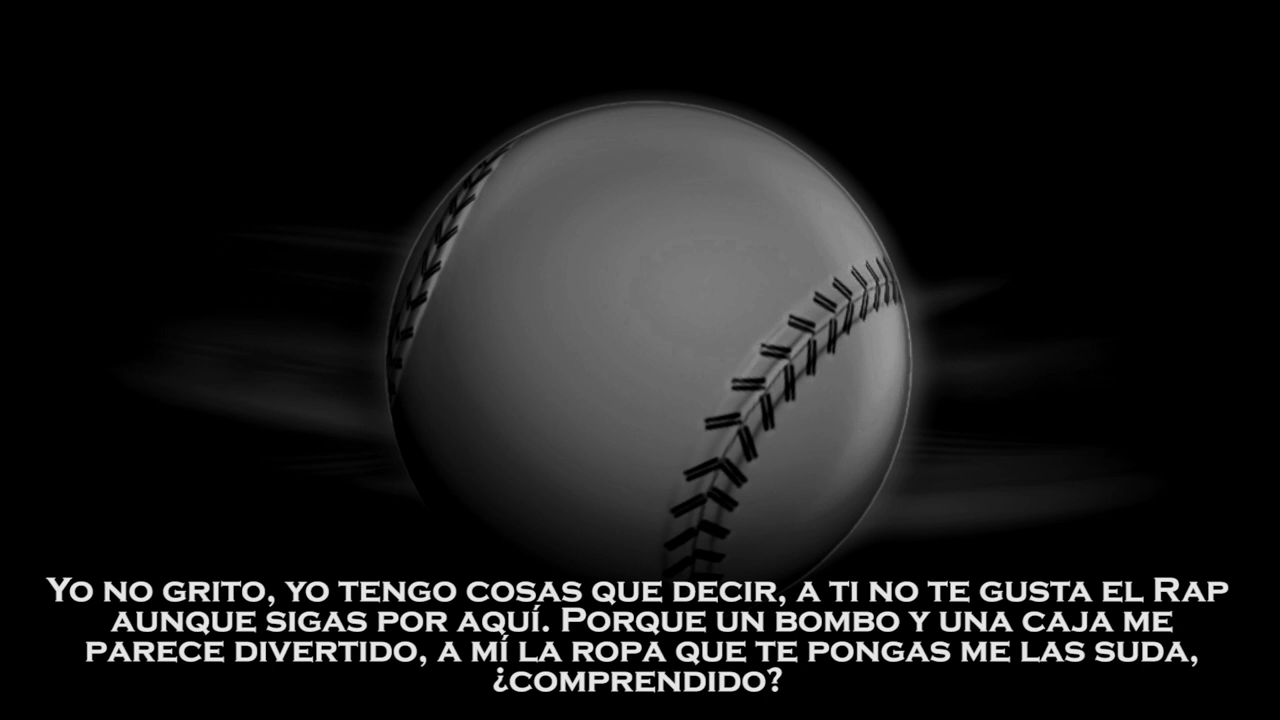 Yo no grito, yo tengo cosas que decir, a ti no te gusta el Rap
aunque sigas por aquí. Porque un bombo y una caja me
parece divertido, a mí la ropa que te pongas me las suda,
¿comprendido?